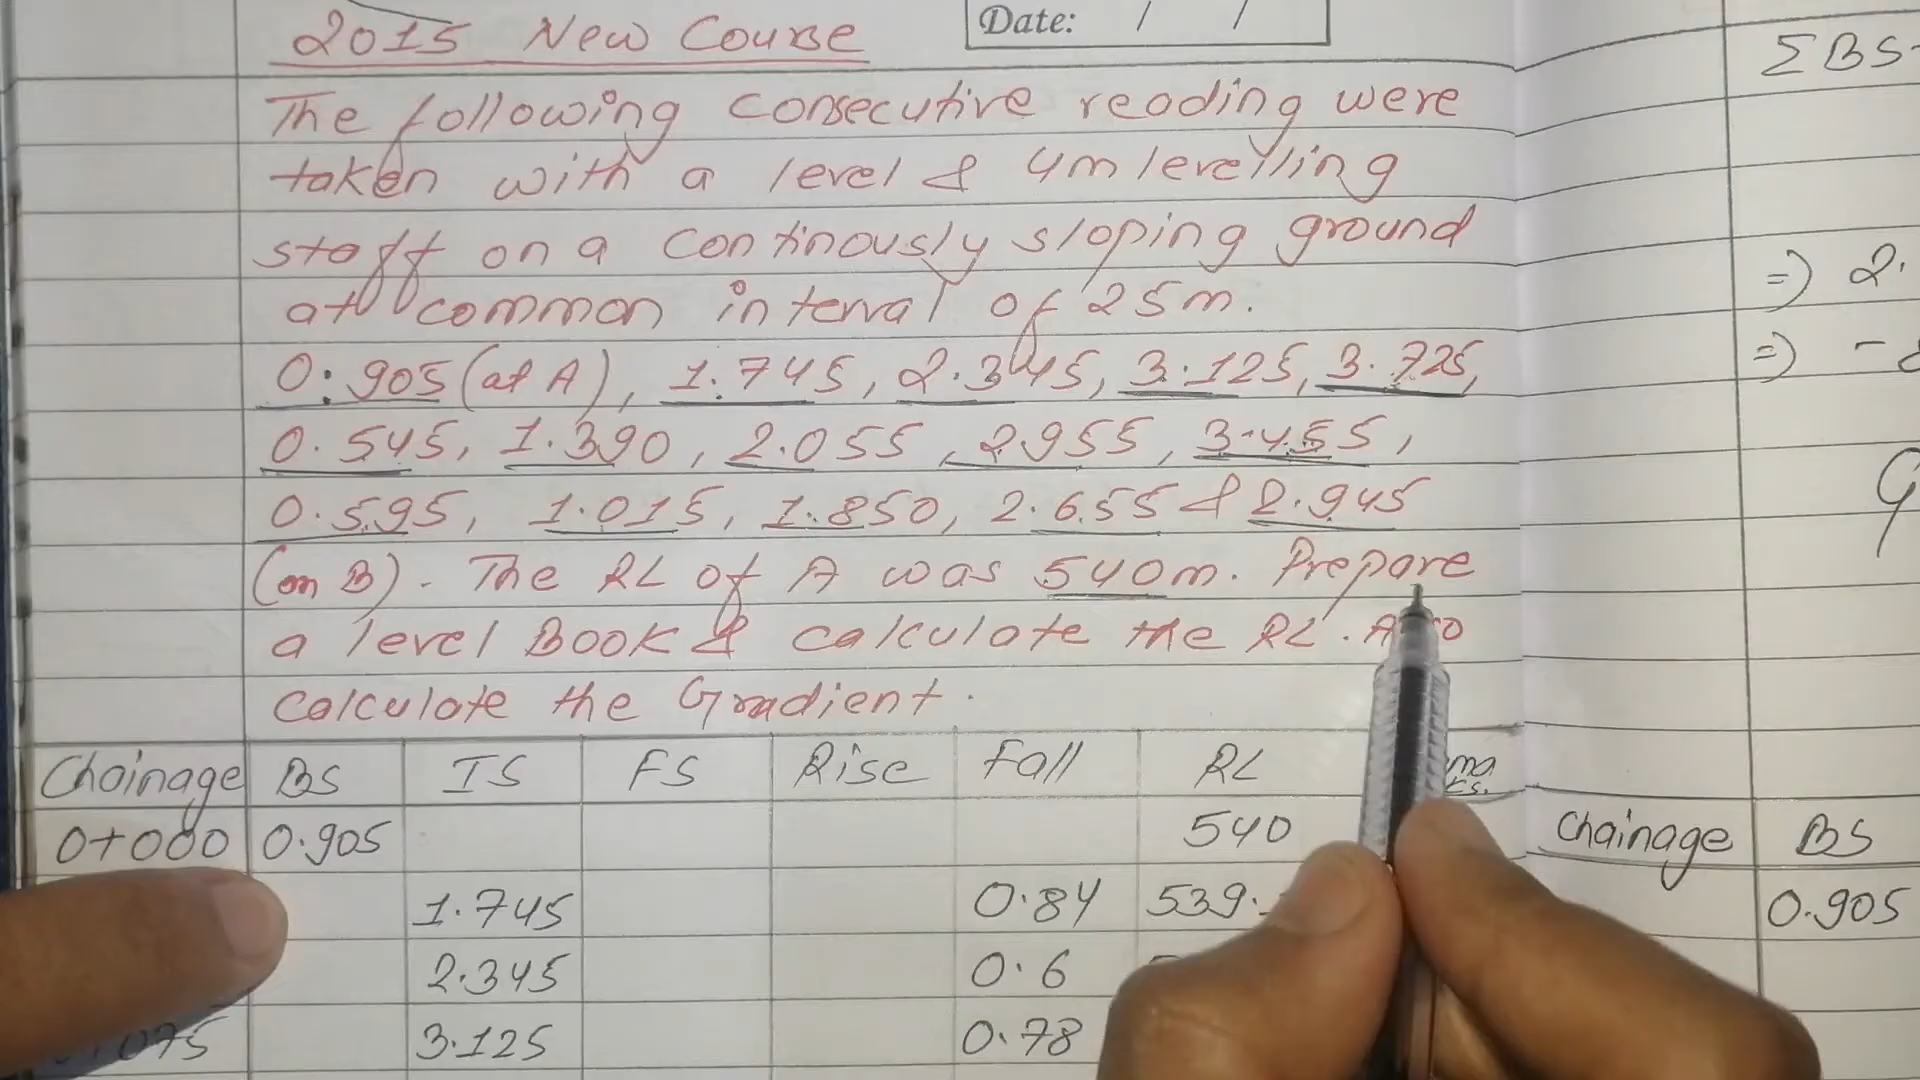 2015 New Course
Date: / /
The following consecutive reading were
taken with a level & 4m levelling
staff on a continously sloping ground
at common interval of 25m.
0.905 (at A), 1.745, 2.345, 3.125, 3.725,
0.545, 1.390, 2.055, 2.955, 3.455,
0.595, 1.015, 1.850, 2.655 & 2.945
(on B). The RL of A was 540m. Prepare
a level Book & calculate the RL. 
calculate the Gradient.
Chainage BS IS FS Rise Fall RL
0+000 0.905 540
1.745 0.84 539.
2.345 0.6
075 3.125 0.78
ΣBS-
=) 2.
=) -
Chainage BS
0.905